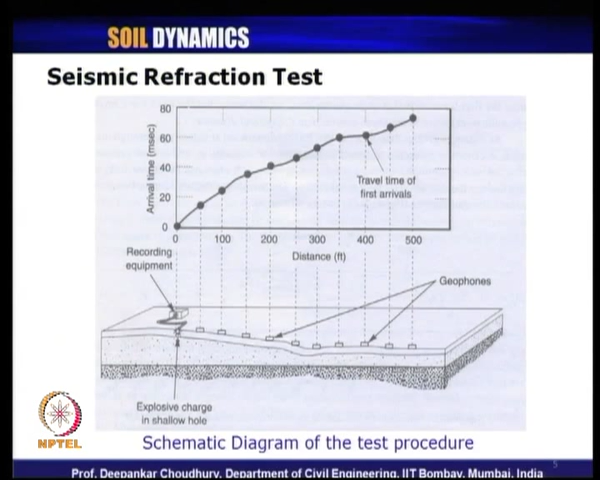 SOIL DYNAMICS
Seismic Refraction Test
80
60
40
20
0
Arrival time (msec)
Travel time of
first arrivals
0 100 200 300 400 500
Distance (ft)
Recording
equipment
Geophones
Explosive charge
in shallow hole
NPTEL
Schematic Diagram of the test procedure
5
Prof. Deepankar Choudhury, Department of Civil Engineering, IIT Bombay, Mumbai, India